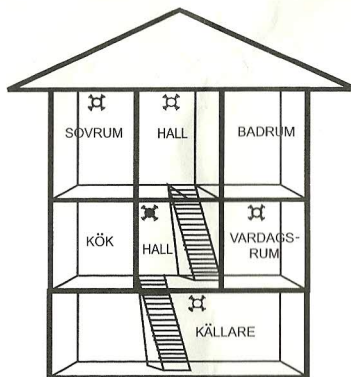 SOVRUM
HALL
BADRUM
KÖK
HALL
VARDAGS-
RUM
KÄLLARE